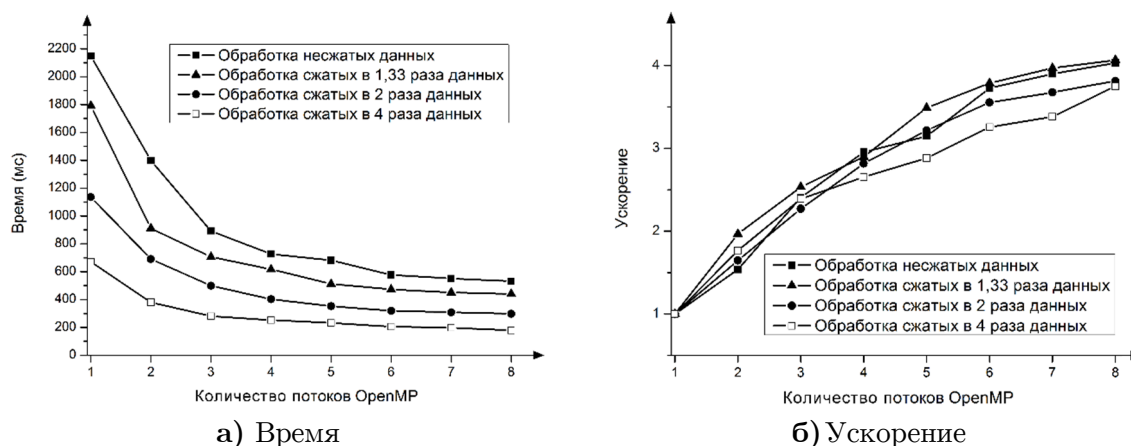 2200
2000
1800
1600
1400
1200
1000
800
600
400
200
0
Время (мс)
Обработка несжатых данных
Обработка сжатых в 1,33 раза данных
Обработка сжатых в 2 раза данных
Обработка сжатых в 4 раза данных
1 2 3 4 5 6 7 8
Количество потоков OpenMP
а) Время
4
3
2
1
Ускорение
Обработка несжатых данных
Обработка сжатых в 1,33 раза данных
Обработка сжатых в 2 раза данных
Обработка сжатых в 4 раза данных
1 2 3 4 5 6 7 8
Количество потоков OpenMP
б) Ускорение